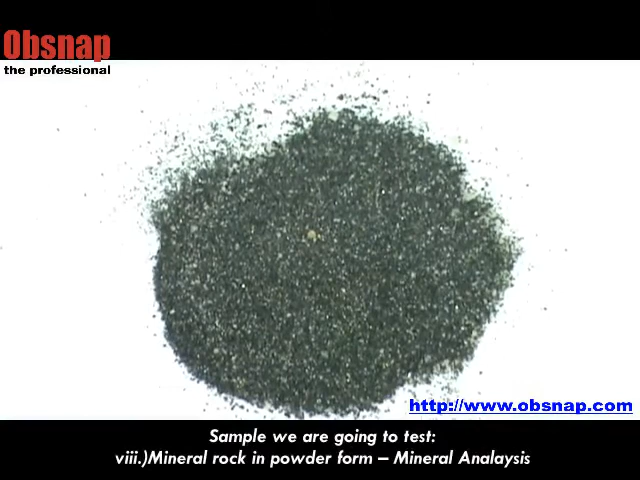 Obsnap
the professional
http://www.obsnap.com
Sample we are going to test:
viii.)Mineral rock in powder form – Mineral Analaysis